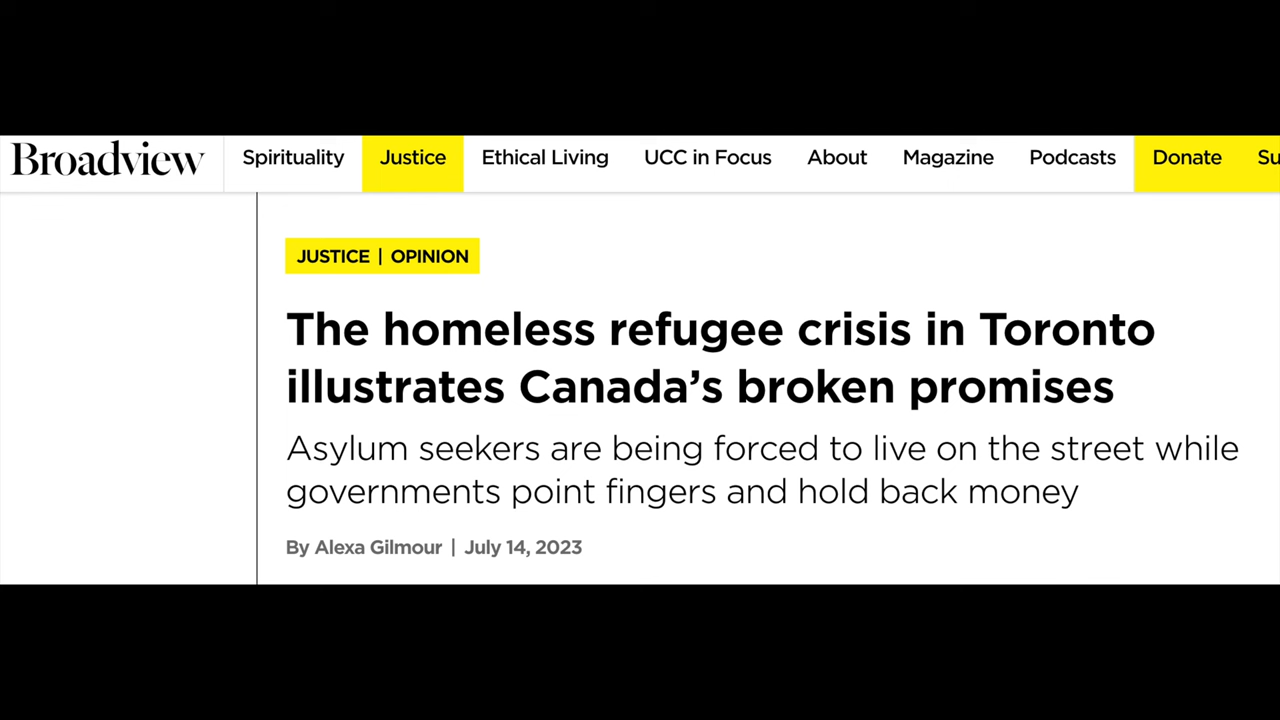 Broadview Spirituality Justice Ethical Living UCC in Focus About Magazine Podcasts Donate Su
JUSTICE | OPINION
The homeless refugee crisis in Toronto
illustrates Canada’s broken promises
Asylum seekers are being forced to live on the street while
governments point fingers and hold back money
By Alexa Gilmour | July 14, 2023